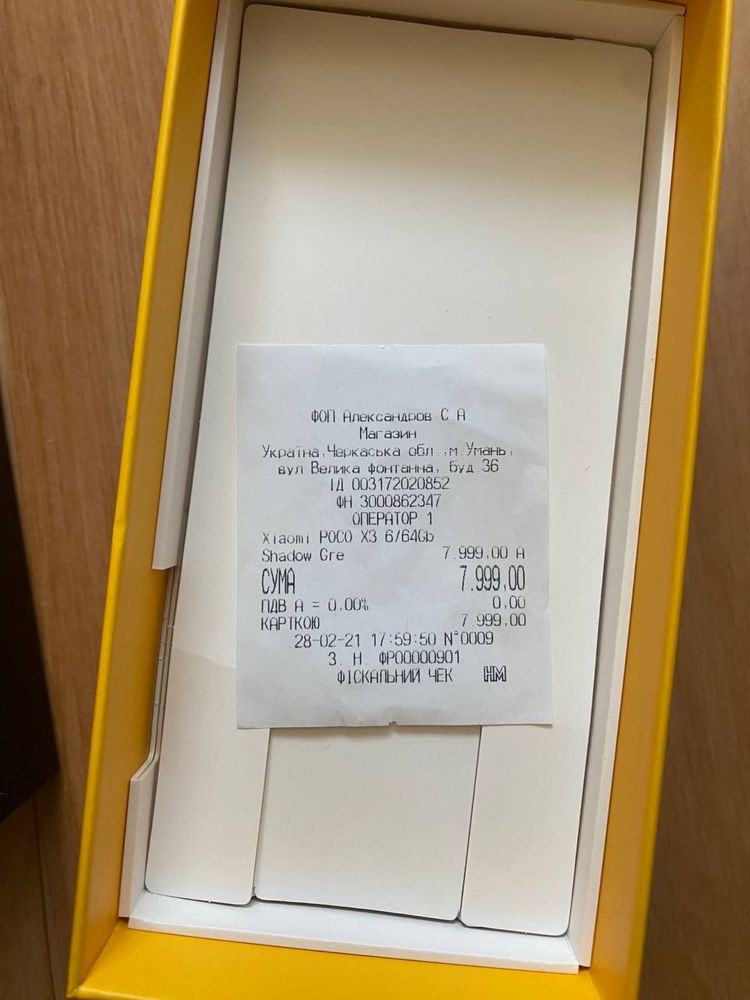 ФОП Александров С.А.
Магазин
Україна,Черкаська обл.,м.Умань,
вул Велика фонтанна, буд 36
ІД 003172020852
ФН 3000862347
ОПЕРАТОР 1
Xiaomi POCO X3 6/64Gb
Shadow Gre 7.999,00 А
СУМА 7.999,00
ПДВ А = 0,00% 0,00
КАРТКОЮ 7.999,00
28-02-21 17:59:50 №0009
З. Н. ФР00000901
ФІСКАЛЬНИЙ ЧЕК НМ